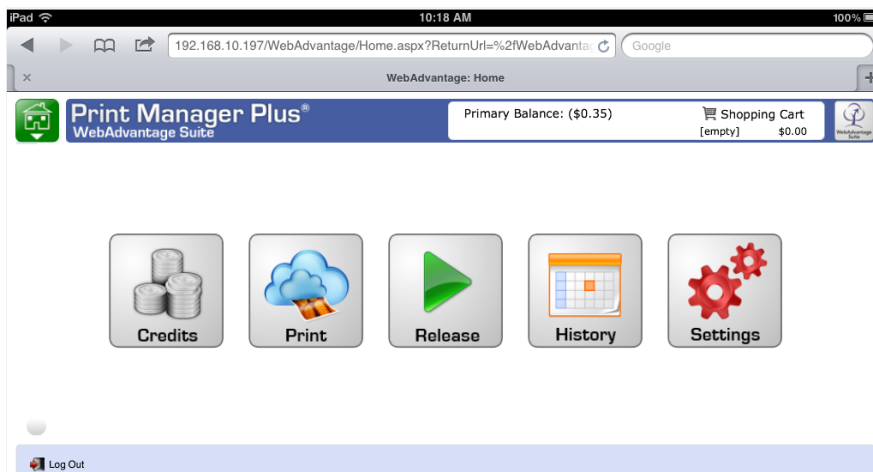 iPad 10:18 AM 100%
192.168.10.197/WebAdvantage/Home.aspx?ReturnUrl=%2fWebAdvanta Google
WebAdvantage: Home
Print Manager Plus® Primary Balance: ($0.35) Shopping Cart
WebAdvantage Suite [empty] $0.00
WebAdvantage
Suite
Credits Print Release History Settings
Log Out